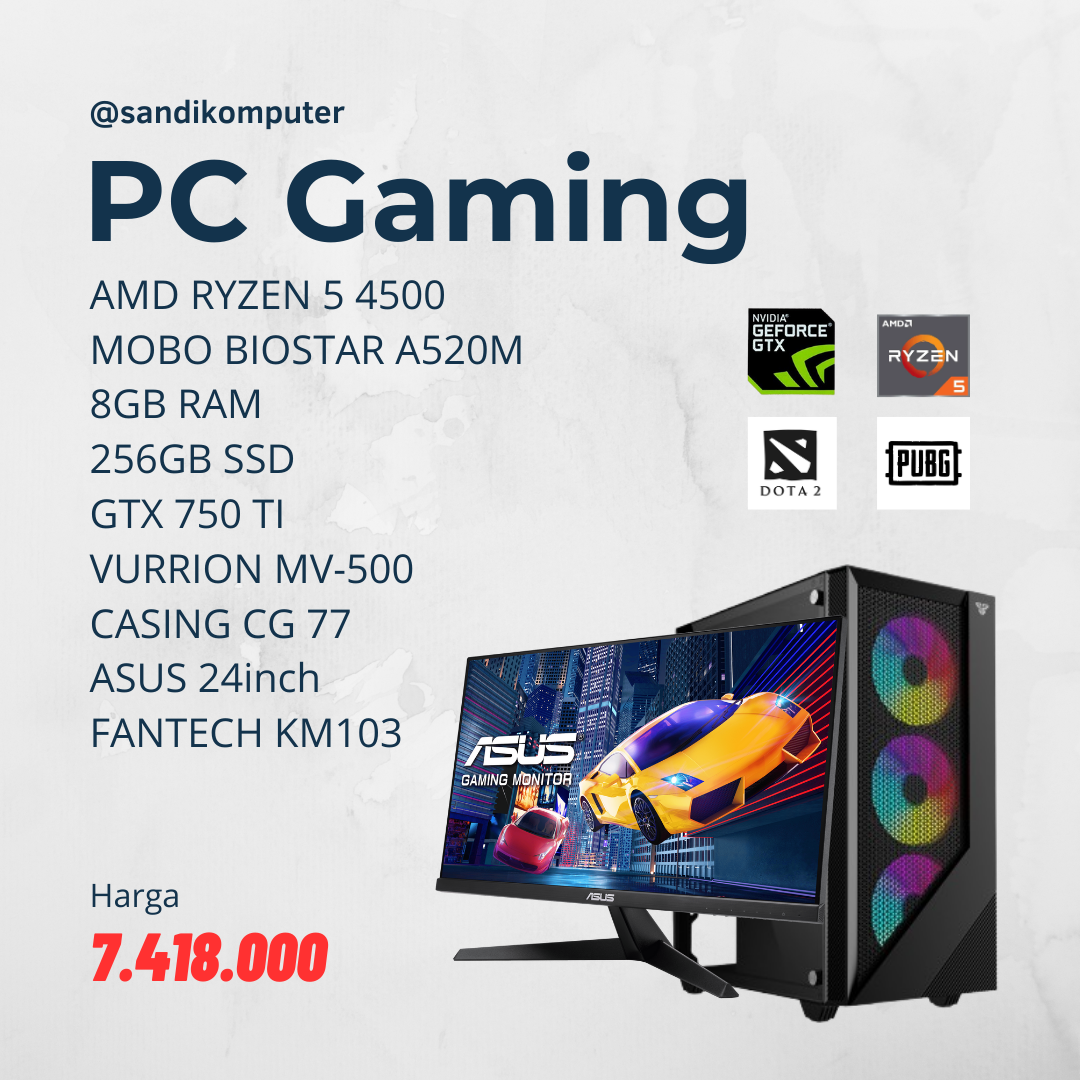 @sandikomputer
PC Gaming
AMD RYZEN 5 4500
MOBO BIOSTAR A520M
8GB RAM
256GB SSD
GTX 750 TI
VURRION MV-500
CASING CG 77
ASUS 24inch
FANTECH KM103
NVIDIA®
GEFORCE®
GTX
AMD
RYZEN
5
DOTA 2
PUBG
ASUS
GAMING MONITOR
ASUS
Harga
7.418.000